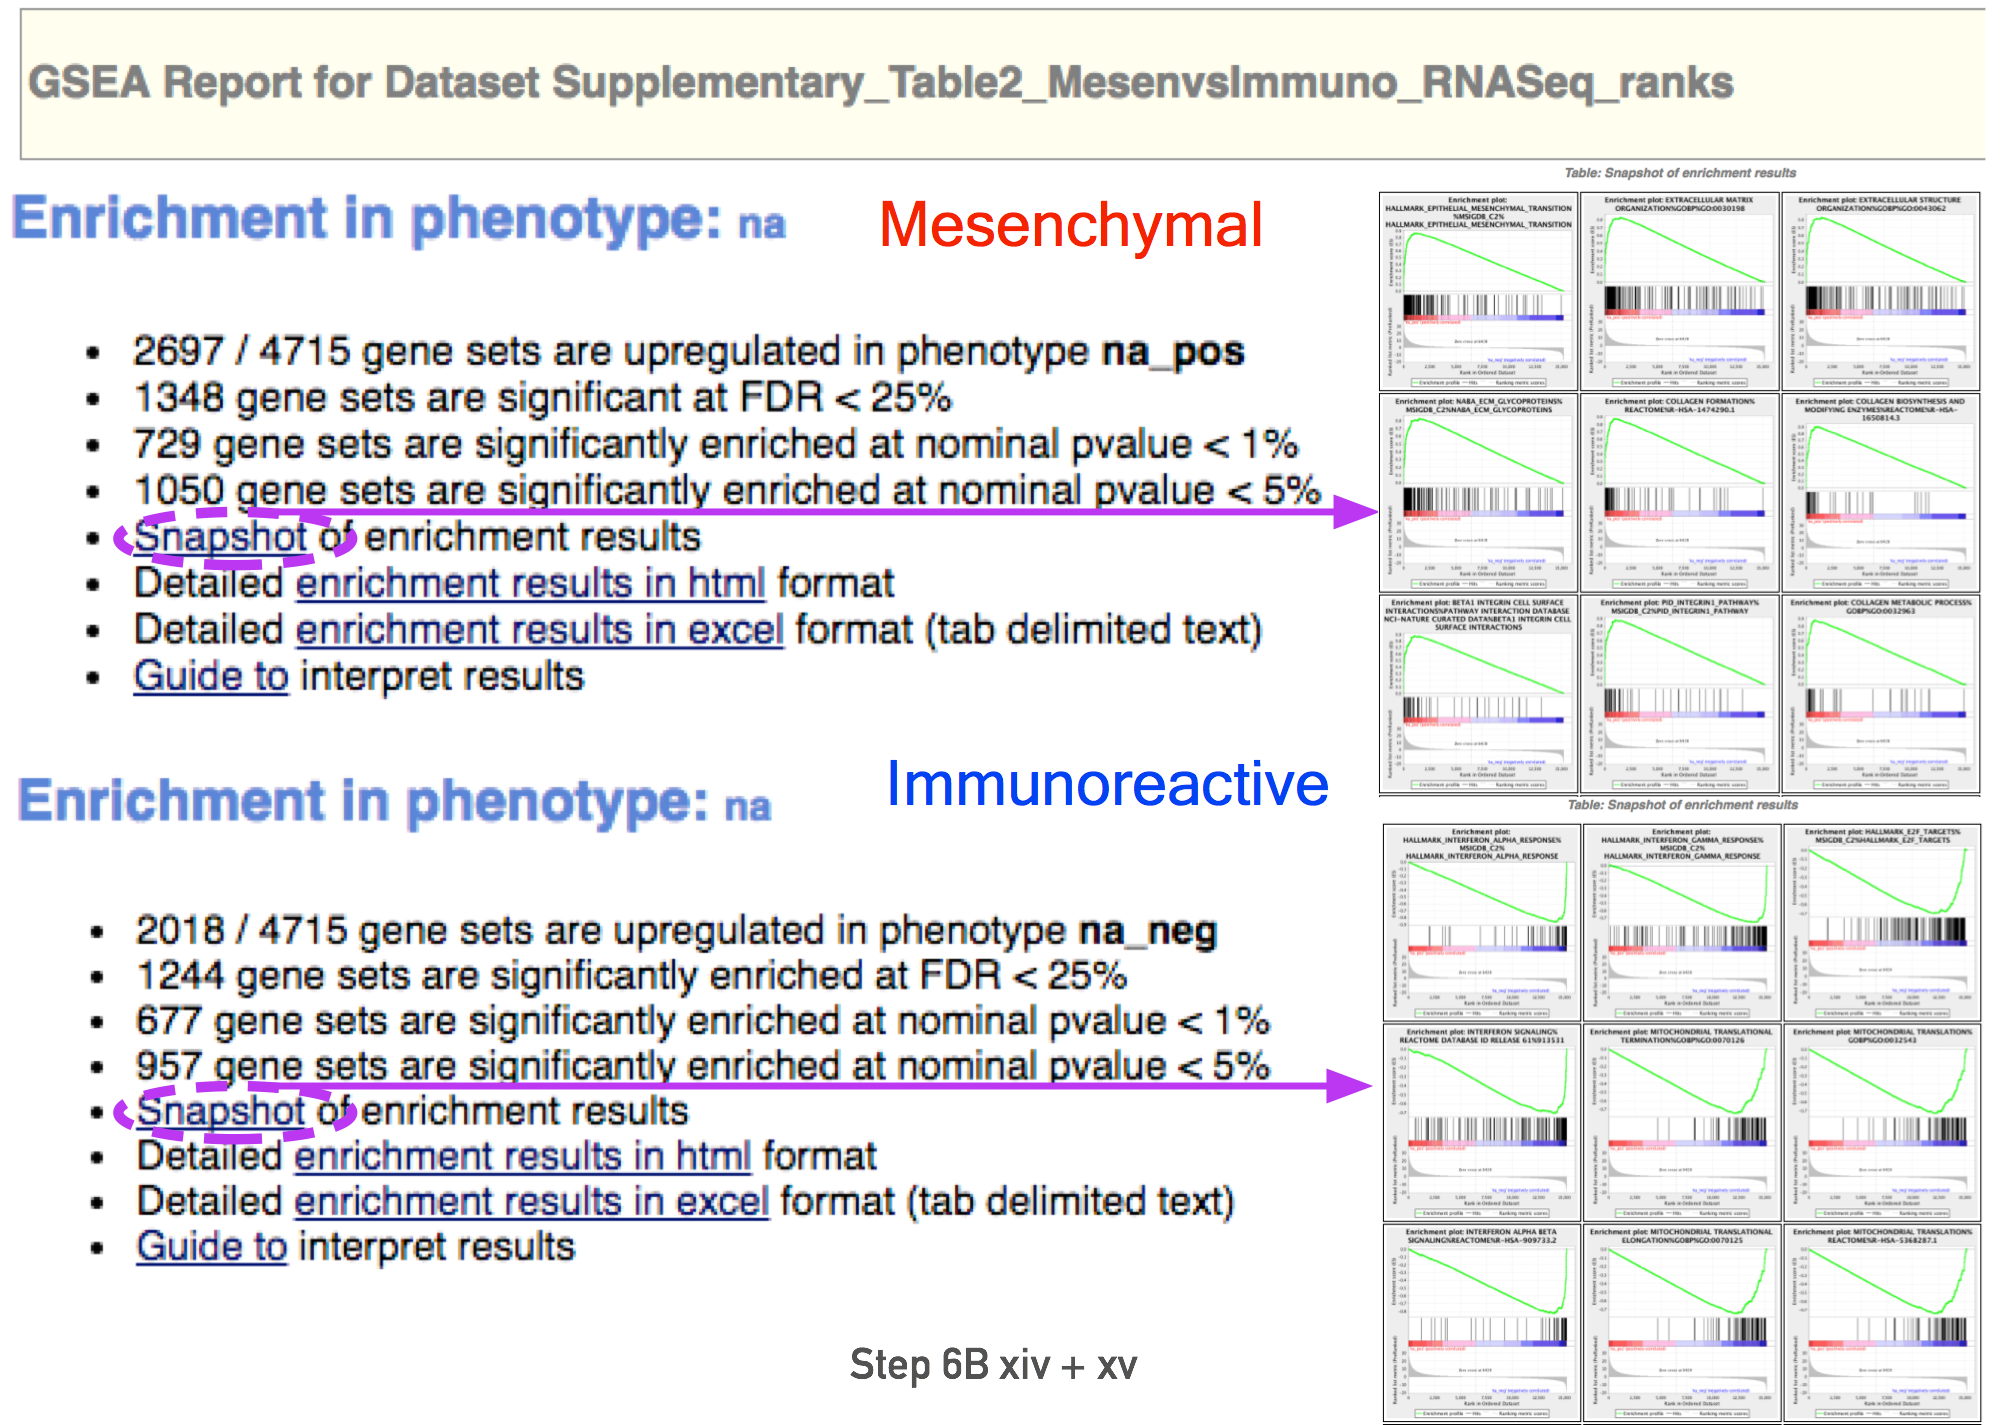 GSEA Report for Dataset Supplementary_Table2_MesenvsImmuno_RNASeq_ranks
Enrichment in phenotype: na
Mesenchymal
2697 / 4715 gene sets are upregulated in phenotype na_pos
1348 gene sets are significant at FDR < 25%
729 gene sets are significantly enriched at nominal pvalue < 1%
1050 gene sets are significantly enriched at nominal pvalue < 5%
Snapshot of enrichment results
Detailed enrichment results in html format
Detailed enrichment results in excel format (tab delimited text)
Guide to interpret results
Table: Snapshot of enrichment results
Enrichment plot:
HALLMARK_EPITHELIAL_MESENCHYMAL_TRANSITION
%MSIGDB_C2%
HALLMARK_EPITHELIAL_MESENCHYMAL_TRANSITION
Enrichment plot: EXTRACELLULAR MATRIX
ORGANIZATION%GOBP%GO:0030198
Enrichment plot: EXTRACELLULAR STRUCTURE
ORGANIZATION%GOBP%GO:0043062
Enrichment plot: NABA_ECM_GLYCOPROTEINS%
MSIGDB_C2%NABA_ECM_GLYCOPROTEINS
Enrichment plot: COLLAGEN FORMATION%
REACTOME%R-HSA-1474290.1
Enrichment plot: COLLAGEN BIOSYNTHESIS AND
MODIFYING ENZYMES%REACTOME%R-HSA-
1650814.3
Enrichment plot: BETA1 INTEGRIN CELL SURFACE
INTERACTIONS%PATHWAY INTERACTION DATABASE
NCI-NATURE CURATED DATA%BETA1 INTEGRIN CELL
SURFACE INTERACTIONS
Enrichment plot: PID_INTEGRIN1_PATHWAY%
MSIGDB_C2%PID_INTEGRIN1_PATHWAY
Enrichment plot: COLLAGEN METABOLIC PROCESS%
GOBP%GO:0032963
Enrichment in phenotype: na
Immunoreactive
2018 / 4715 gene sets are upregulated in phenotype na_neg
1244 gene sets are significantly enriched at FDR < 25%
677 gene sets are significantly enriched at nominal pvalue < 1%
957 gene sets are significantly enriched at nominal pvalue < 5%
Snapshot of enrichment results
Detailed enrichment results in html format
Detailed enrichment results in excel format (tab delimited text)
Guide to interpret results
Table: Snapshot of enrichment results
Enrichment plot:
HALLMARK_INTERFERON_ALPHA_RESPONSE%
MSIGDB_C2%
HALLMARK_INTERFERON_ALPHA_RESPONSE
Enrichment plot:
HALLMARK_INTERFERON_GAMMA_RESPONSE%
MSIGDB_C2%
HALLMARK_INTERFERON_GAMMA_RESPONSE
Enrichment plot: HALLMARK_E2F_TARGETS%
MSIGDB_C2%HALLMARK_E2F_TARGETS
Enrichment plot: INTERFERON SIGNALING%
REACTOME DATABASE ID RELEASE 61%913531
Enrichment plot: MITOCHONDRIAL TRANSLATIONAL
TERMINATION%GOBP%GO:0070126
Enrichment plot: MITOCHONDRIAL TRANSLATION%
GOBP%GO:0032543
Enrichment plot: INTERFERON ALPHA BETA
SIGNALING%REACTOME%R-HSA-909733.2
Enrichment plot: MITOCHONDRIAL TRANSLATIONAL
ELONGATION%GOBP%GO:0070125
Enrichment plot: MITOCHONDRIAL TRANSLATION%
REACTOME%R-HSA-5368287.1
Step 6B xiv + xv